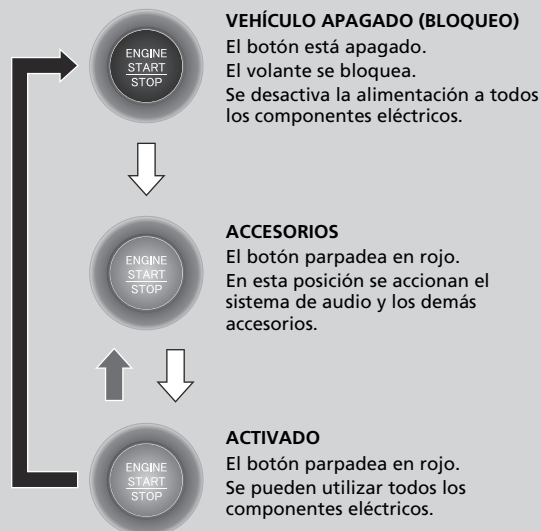 ENGINE
START
STOP
VEHÍCULO APAGADO (BLOQUEO)
El botón está apagado.
El volante se bloquea.
Se desactiva la alimentación a todos
los componentes eléctricos.
ENGINE
START
STOP
ACCESORIOS
El botón parpadea en rojo.
En esta posición se accionan el
sistema de audio y los demás
accesorios.
ENGINE
START
STOP
ACTIVADO
El botón parpadea en rojo.
Se pueden utilizar todos los
componentes eléctricos.